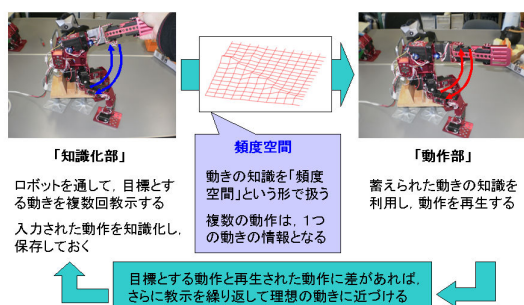 「知識化部」
ロボットを通して，目標とす
る動きを複数回教示する
入力された動作を知識化し，
保存しておく
頻度空間
動きの知識を「頻度
空間」という形で扱う
複数の動作は，1つ
の動きの情報となる
「動作部」
蓄えられた動きの知識を
利用し，動作を再生する
目標とする動作と再生された動作に差があれば，
さらに教示を繰り返して理想の動きに近づける